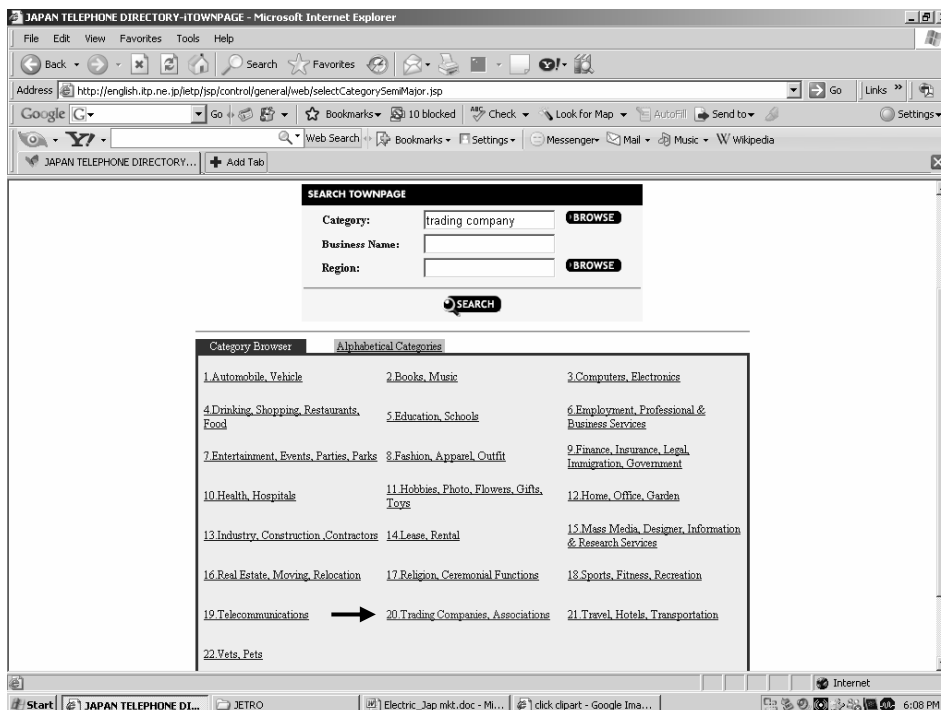 JAPAN TELEPHONE DIRECTORY-iTOWNPAGE - Microsoft Internet Explorer
File Edit View Favorites Tools Help
Back Search Favorites
Address http://english.itp.ne.jp/ietp/jsp/control/general/web/selectCategorySemiMajor.jsp Go Links »
Google G Go Bookmarks 10 blocked ABC Check Look for Map AutoFill Send to Settings
Y7 Web Search Bookmarks Settings Messenger Mail Music W Wikipedia
JAPAN TELEPHONE DIRECTORY... Add Tab
SEARCH TOWNPAGE
Category: trading company BROWSE
Business Name:
Region: BROWSE
SEARCH
Category Browser Alphabetical Categories
1.Automobile, Vehicle 2.Books, Music 3.Computers, Electronics
4.Drinking, Shopping, Restaurants, Food 5.Education, Schools 6.Employment, Professional & Business Services
7.Entertainment, Events, Parties, Parks 8.Fashion, Apparel, Outfit 9.Finance, Insurance, Legal, Immigration, Government
10.Health, Hospitals 11.Hobbies, Photo, Flowers, Gifts, Toys 12.Home, Office, Garden
13.Industry, Construction ,Contractors 14.Lease, Rental 15.Mass Media, Designer, Information & Research Services
16.Real Estate, Moving, Relocation 17.Religion, Ceremonial Functions 18.Sports, Fitness, Recreation
19.Telecommunications 20.Trading Companies, Associations 21.Travel, Hotels, Transportation
22.Vets, Pets
Internet
Start JAPAN TELEPHONE DI... JETRO Electric_Jap mkt.doc - Mi... click clipart - Google Ima... 6:08 PM